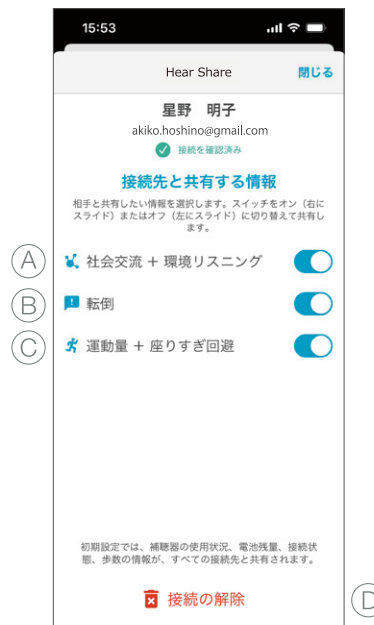 15:53
Hear Share 閉じる
星野 明子
akiko.hoshino@gmail.com
接続を確認済み
接続先と共有する情報
相手と共有したい情報を選択します。スイッチをオン（右に
スライド）またはオフ（左にスライド）に切り替えて共有し
ます。
A 社会交流 + 環境リスニング
B 転倒
C 運動量 + 座りすぎ回避
初期設定では、補聴器の使用状況、電池残量、接続状
態、歩数の情報が、すべての接続先と共有されます。
接続の解除 D